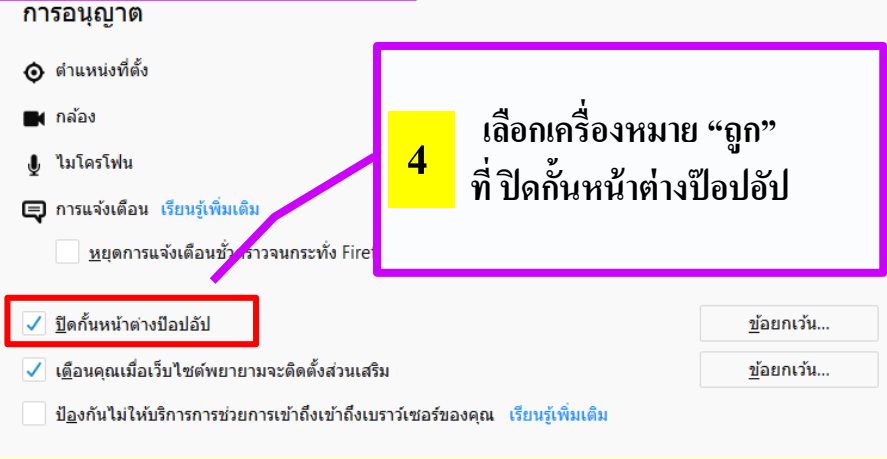 การอนุญาต
ตำแหน่งที่ตั้ง
กล้อง
ไมโครโฟน
การแจ้งเตือน เรียนรู้เพิ่มเติม
หยุดการแจ้งเตือนชั่วคราวจนกระทั่ง
4
เลือกเครื่องหมาย “ถูก”
ที่ ปิดกั้นหน้าต่างป๊อปอัป
ปิดกั้นหน้าต่างป๊อปอัป
ข้อยกเว้น...
เตือนคุณเมื่อเว็บไซต์พยายามจะติดตั้งส่วนเสริม
ข้อยกเว้น...
ป้องกันไม่ให้บริการการช่วยการเข้าถึงเข้าถึงเบราว์เซอร์ของคุณ เรียนรู้เพิ่มเติม